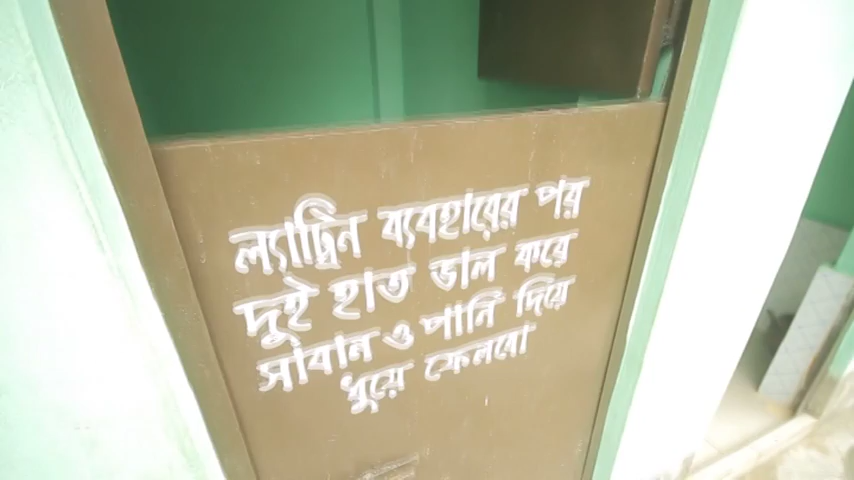 ল্যাট্রিন ব্যবহারের পর
দুই হাত ভাল করে
সাবান ও পানি দিয়ে
ধুয়ে ফেলবো